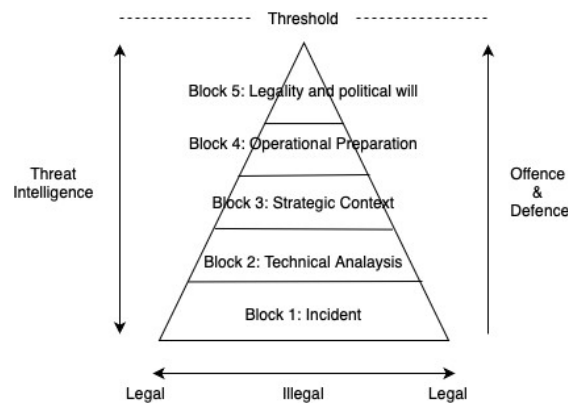 Threshold
Block 5: Legality and political will
Block 4: Operational Preparation
Threat
Intelligence
Block 3: Strategic Context
Offence
&
Defence
Block 2: Technical Analaysis
Block 1: Incident
Legal
Illegal
Legal